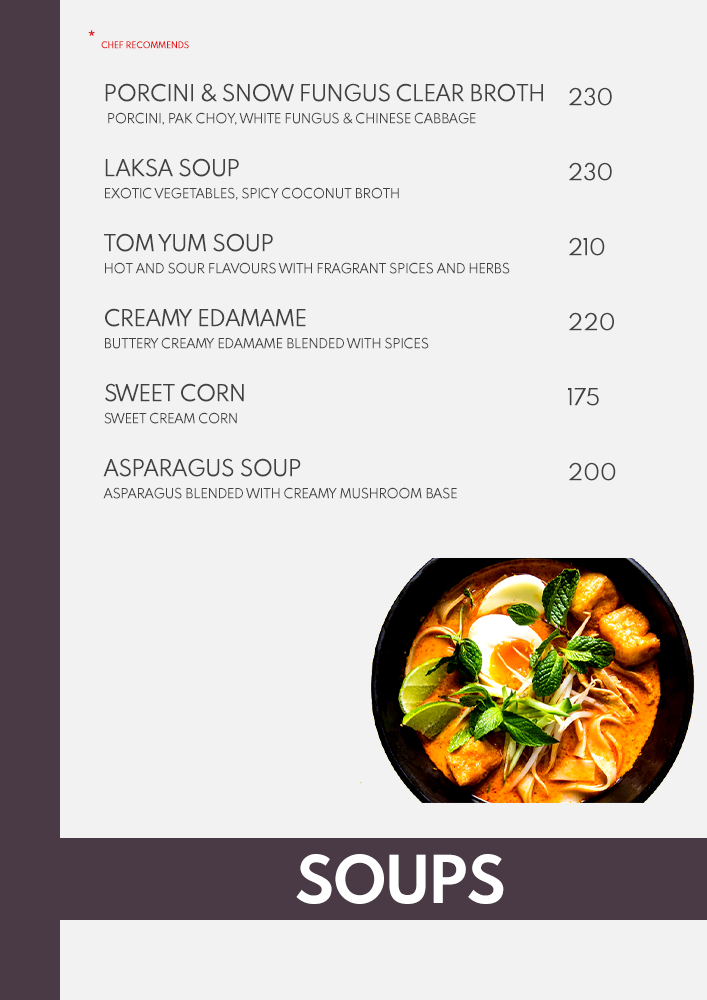 * CHEF RECOMMENDS
PORCINI & SNOW FUNGUS CLEAR BROTH 230
PORCINI, PAK CHOY, WHITE FUNGUS & CHINESE CABBAGE
LAKSA SOUP 230
EXOTIC VEGETABLES, SPICY COCONUT BROTH
TOM YUM SOUP 210
HOT AND SOUR FLAVOURS WITH FRAGRANT SPICES AND HERBS
CREAMY EDAMAME 220
BUTTERY CREAMY EDAMAME BLENDED WITH SPICES
SWEET CORN 175
SWEET CREAM CORN
ASPARAGUS SOUP 200
ASPARAGUS BLENDED WITH CREAMY MUSHROOM BASE
SOUPS